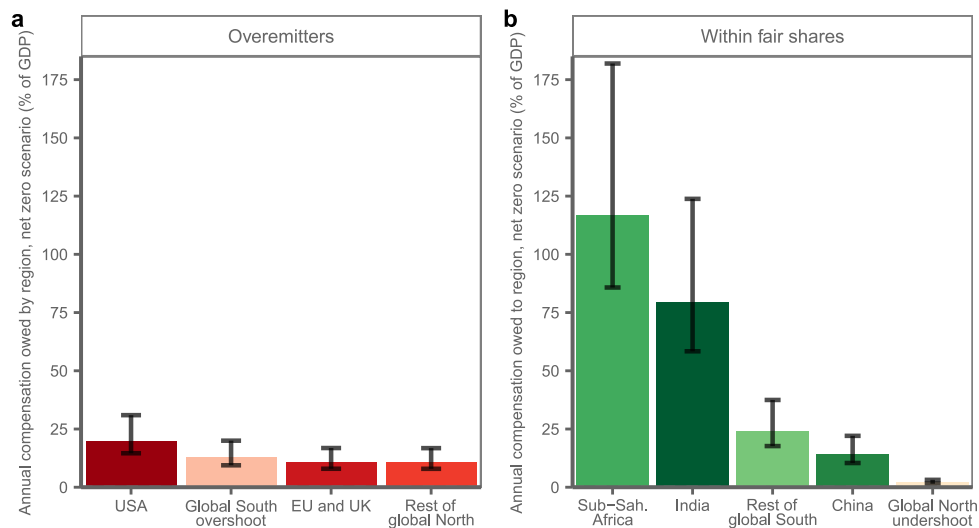 a
Overemitters
Annual compensation owed by region, net zero scenario (% of GDP)
175
150
125
100
75
50
25
0
USA
Global South
overshoot
EU and UK
Rest of
global North
b
Within fair shares
Annual compensation owed to region, net zero scenario (% of GDP)
175
150
125
100
75
50
25
0
Sub−Sah.
Africa
India
Rest of
global South
China
Global North
undershoot